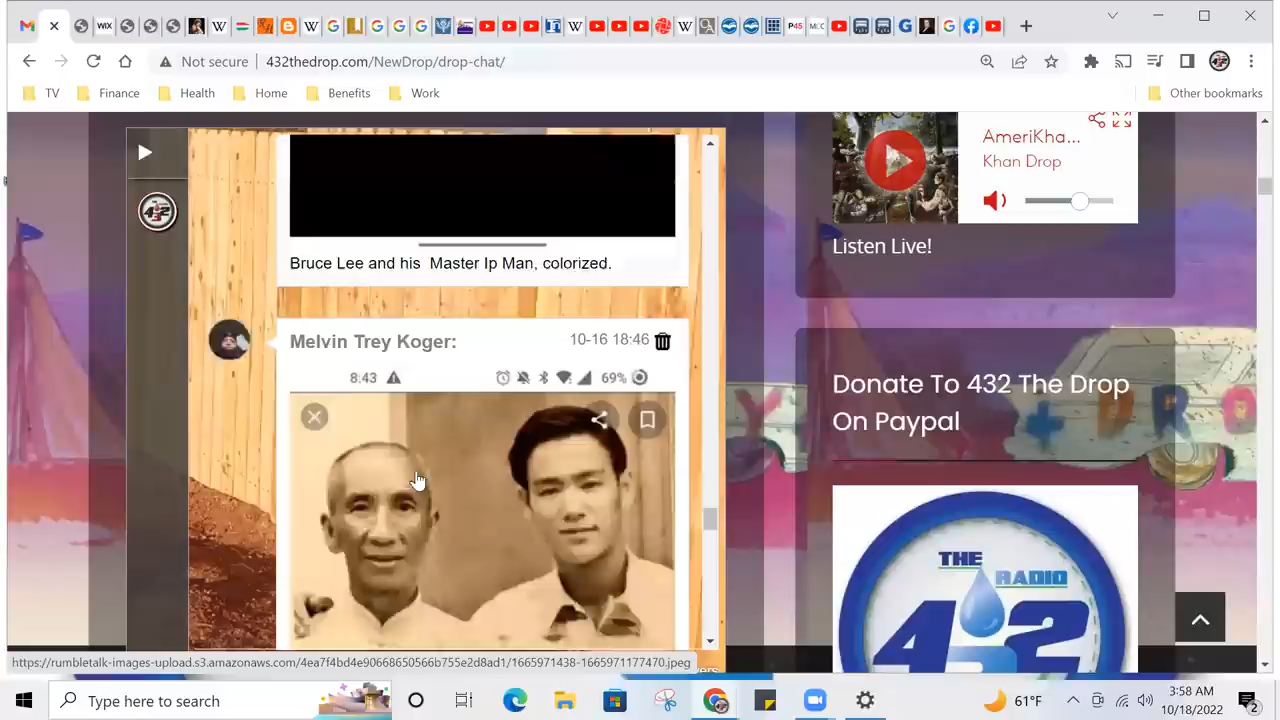 Not secure
432thedrop.com/NewDrop/drop-chat/
TV
Finance
Health
Home
Benefits
Work
Other bookmarks
Bruce Lee and his Master Ip Man, colorized.
Melvin Trey Koger:
10-16 18:46
8:43
69%
AmeriKha...
Khan Drop
Listen Live!
Donate To 432 The Drop
On Paypal
THE
RADIO
432
https://rumbletalk-images-upload.s3.amazonaws.com/4ea7f4bd4e90668650566b755e2d8ad1/1665971438-1665971177470.jpeg
Type here to search
61°F
3:58 AM
10/18/2022
2